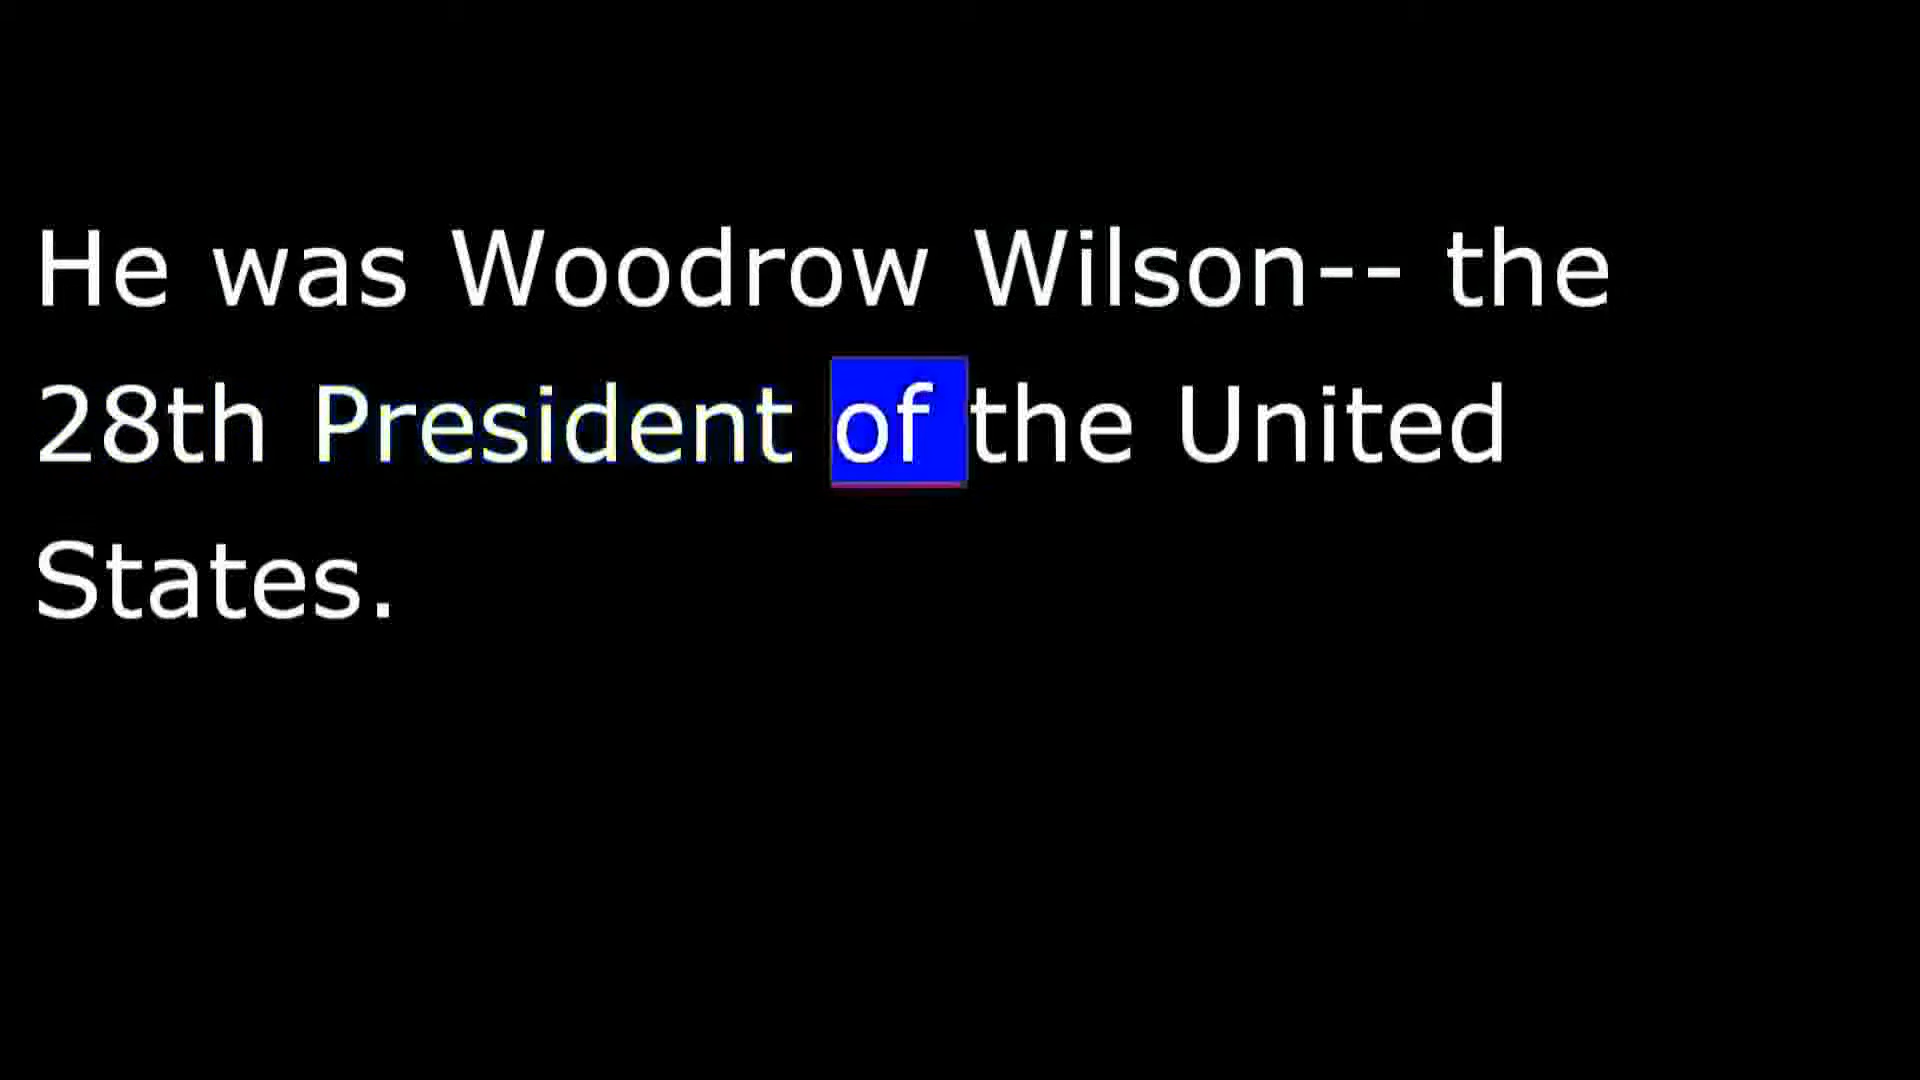 He was Woodrow Wilson-- the
28th President of the United
States.